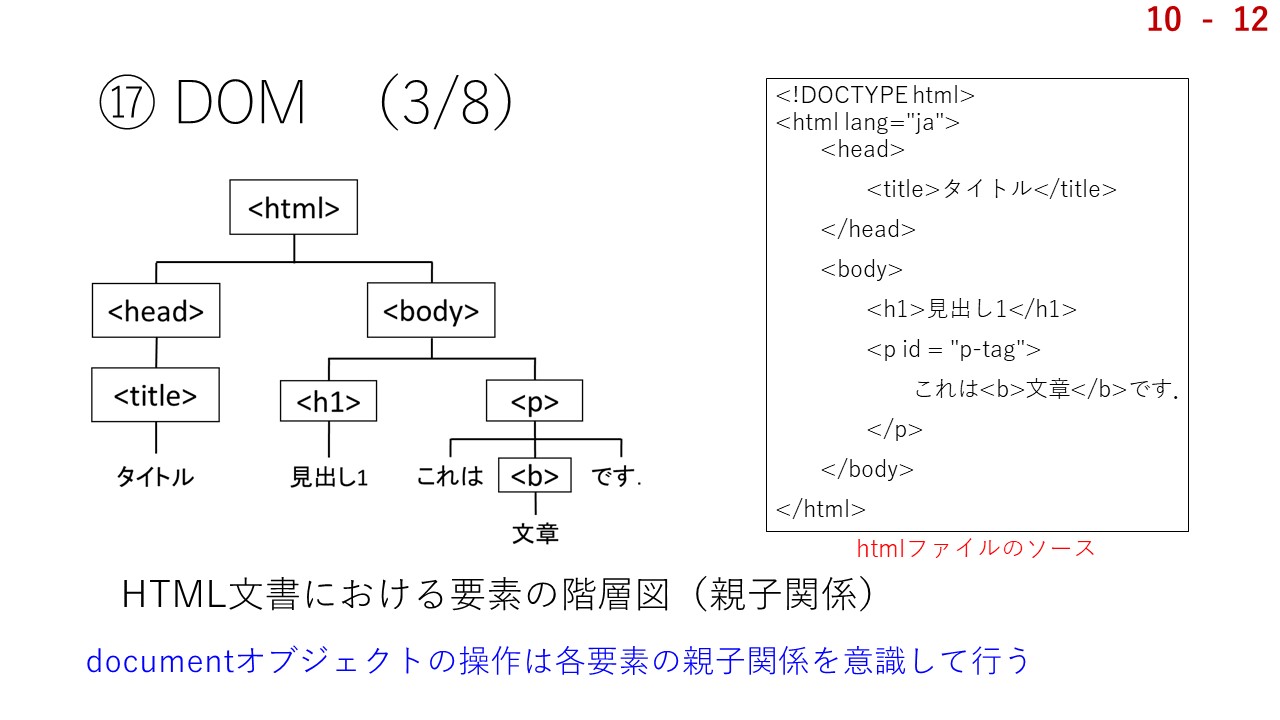 10 - 12
⑰ DOM （3/8）
<html>
<head> <body>
<title> <h1> <p>
タイトル 見出し1 これは <b> です.
文章
<!DOCTYPE html>
<html lang="ja">
<head>
<title>タイトル</title>
</head>
<body>
<h1>見出し1</h1>
<p id = "p-tag">
これは<b>文章</b>です.
</p>
</body>
</html>
htmlファイルのソース
HTML文書における要素の階層図（親子関係）
documentオブジェクトの操作は各要素の親子関係を意識して行う